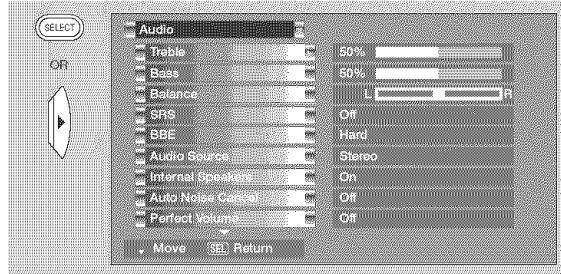 SELECT
OR
Audio
Treble 50%
Bass 50%
Balance L R
SRS Off
BBE Hard
Audio Source Stereo
Internal Speakers On
Auto Noise Cancel Off
Perfect Volume Off
Move SEL Return